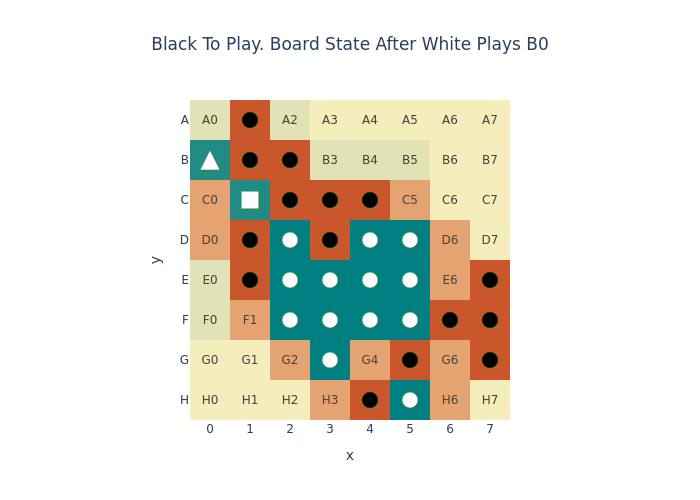 Black To Play. Board State After White Plays B0
A A0 A2 A3 A4 A5 A6 A7
B B3 B4 B5 B6 B7
C C0 C5 C6 C7
D D0 D6 D7
E E0 E6
F F0 F1
G G0 G1 G2 G4 G6
H H0 H1 H2 H3 H6 H7
0 1 2 3 4 5 6 7
x
y